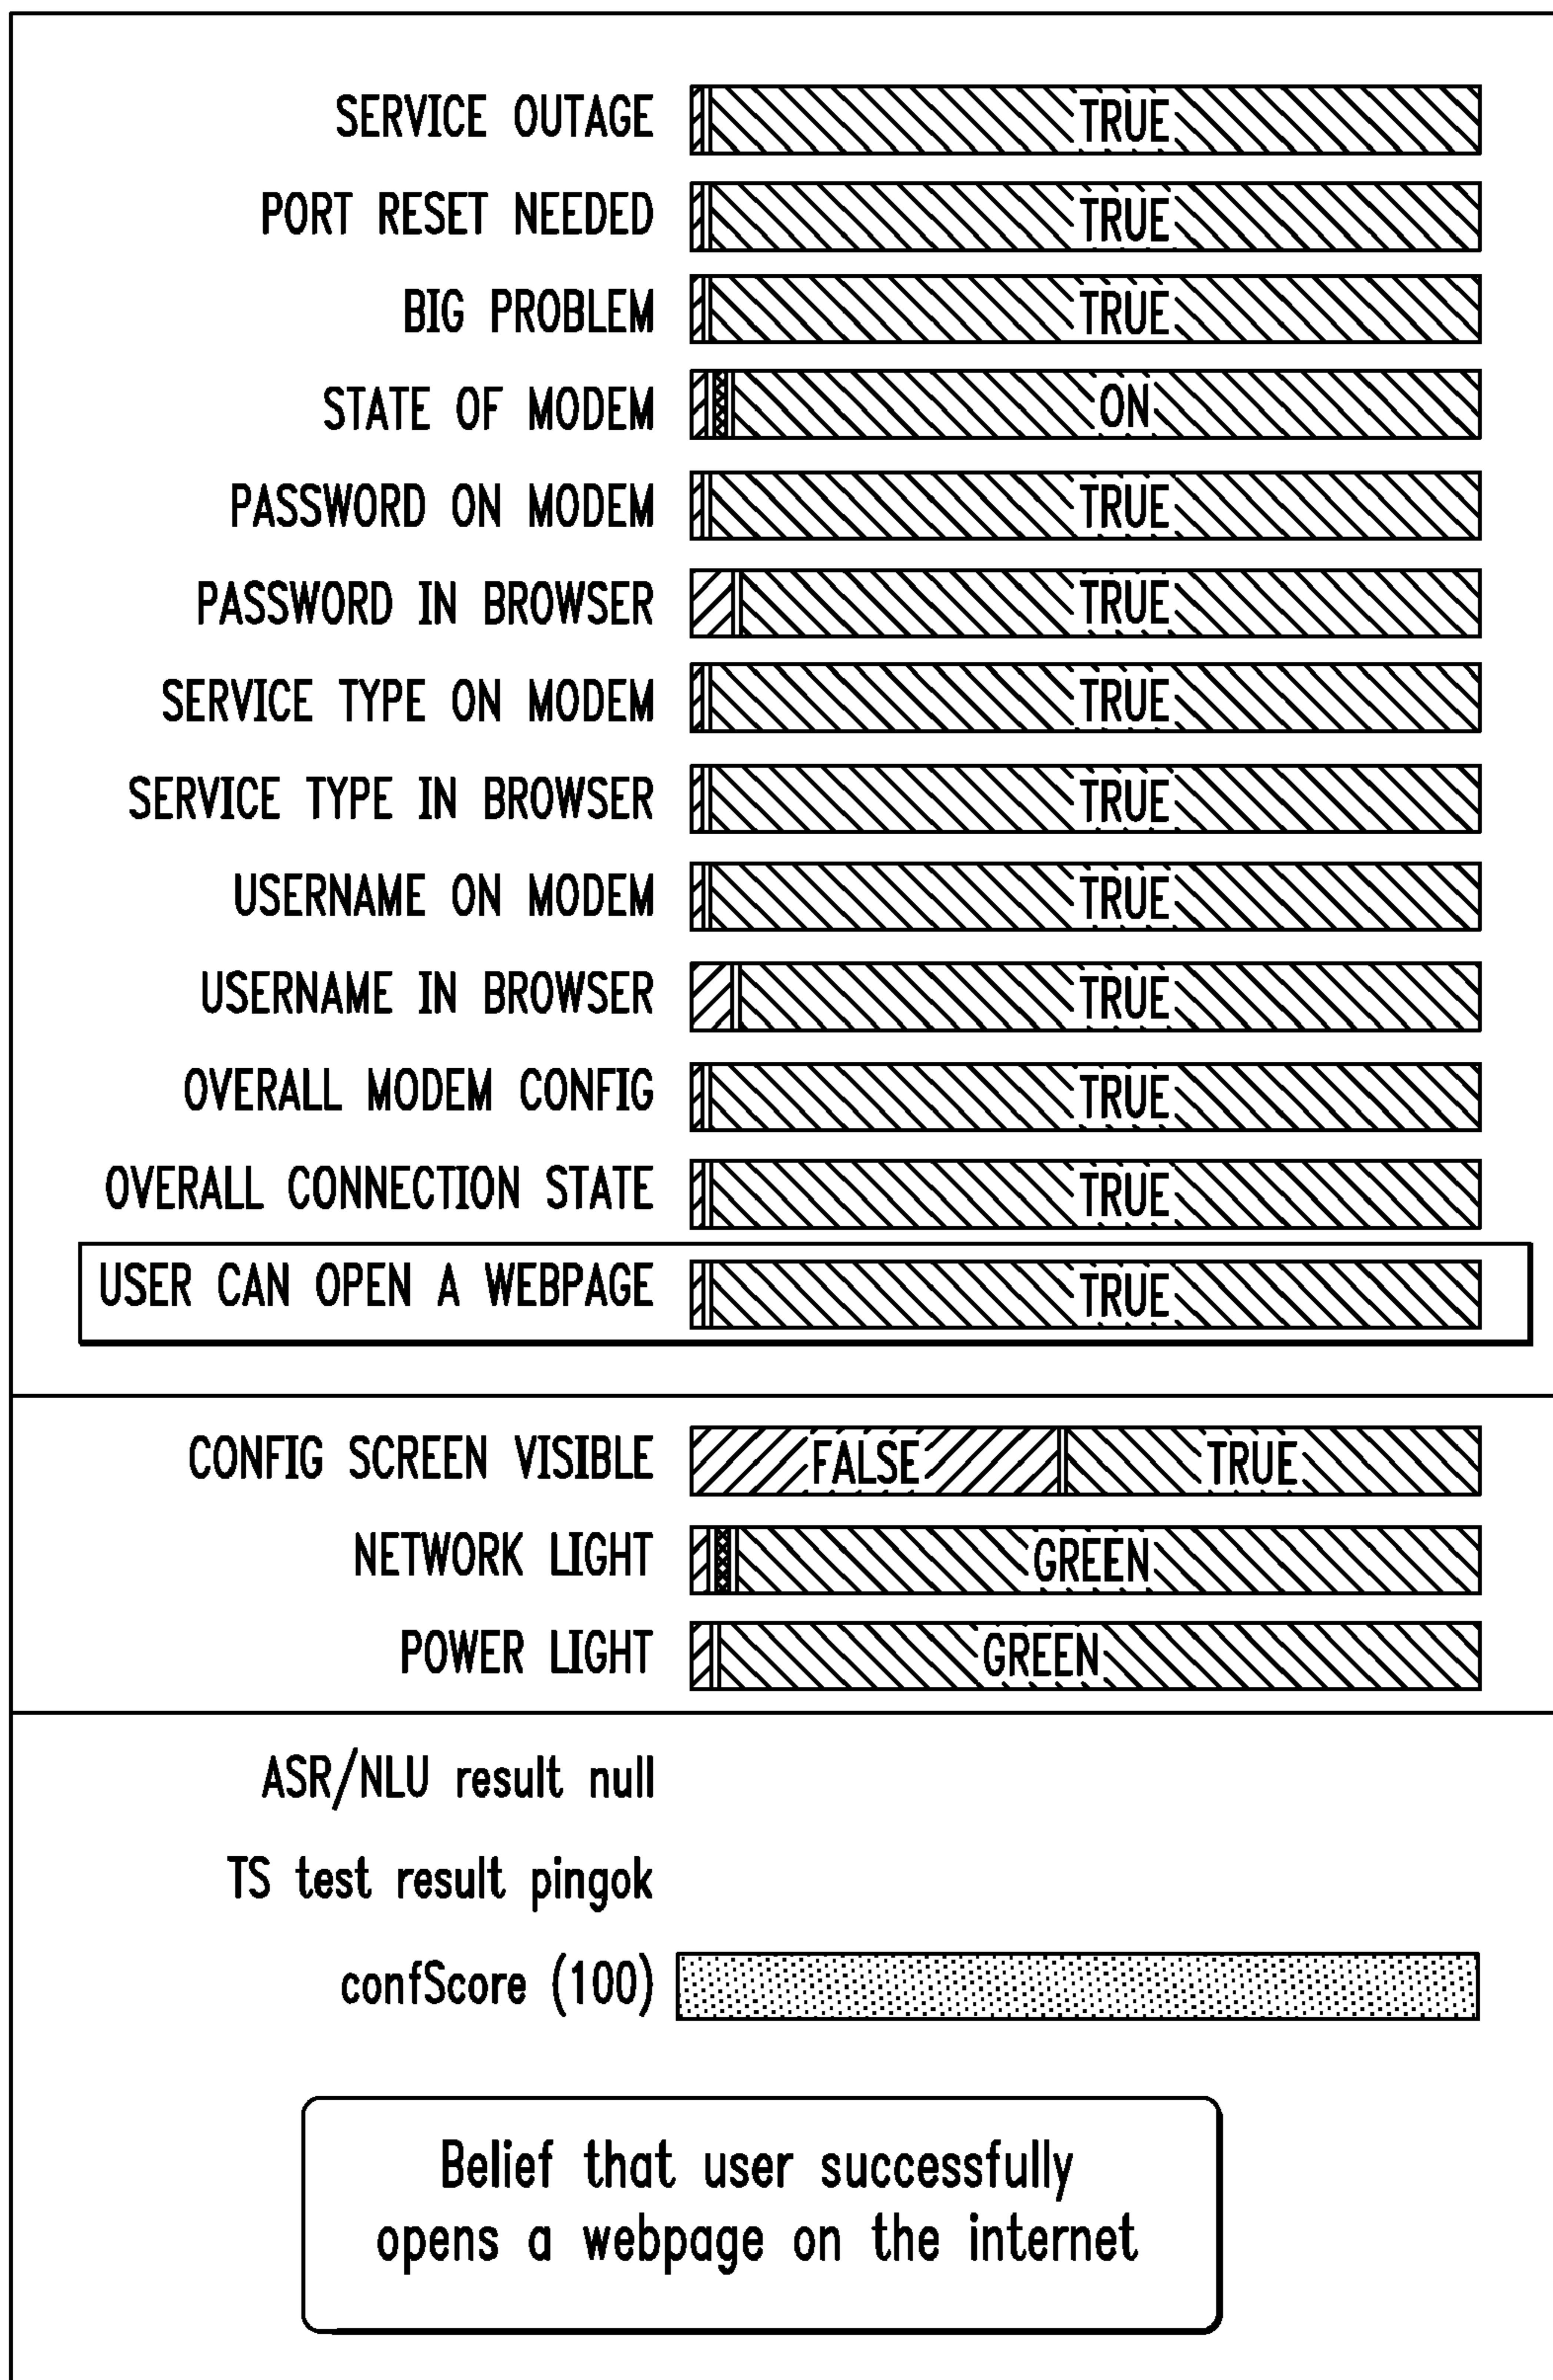 SERVICE OUTAGE TRUE
PORT RESET NEEDED TRUE
BIG PROBLEM TRUE
STATE OF MODEM ON
PASSWORD ON MODEM TRUE
PASSWORD IN BROWSER TRUE
SERVICE TYPE ON MODEM TRUE
SERVICE TYPE IN BROWSER TRUE
USERNAME ON MODEM TRUE
USERNAME IN BROWSER TRUE
OVERALL MODEM CONFIG TRUE
OVERALL CONNECTION STATE TRUE
USER CAN OPEN A WEBPAGE TRUE
CONFIG SCREEN VISIBLE FALSE TRUE
NETWORK LIGHT GREEN
POWER LIGHT GREEN
ASR/NLU result null
TS test result pingok
confScore (100)
Belief that user successfully
opens a webpage on the internet